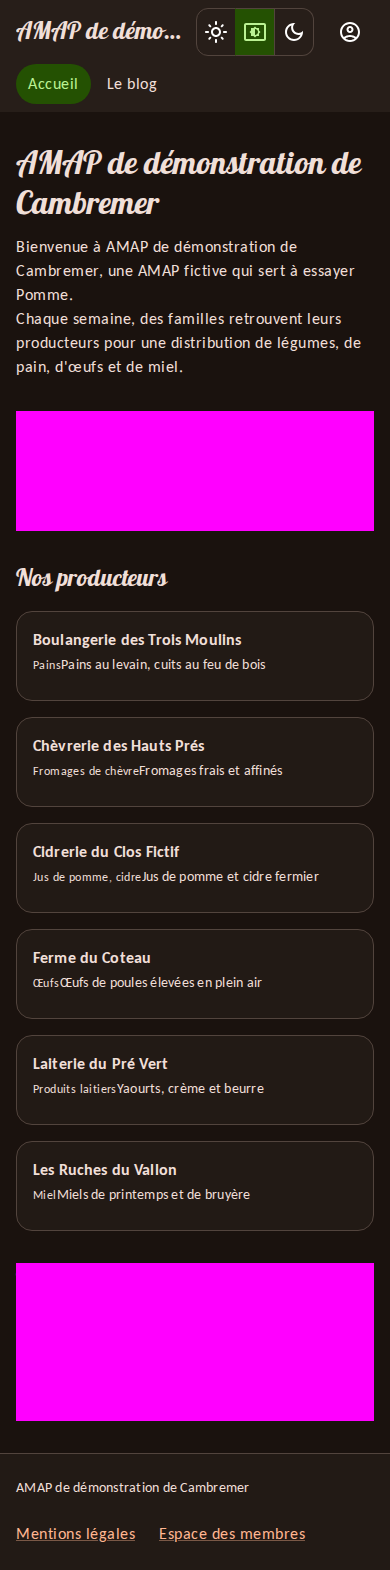 AMAP de démo...
Accueil
Le blog
AMAP de démonstration de
Cambremer
Bienvenue à AMAP de démonstration de
Cambremer, une AMAP fictive qui sert à essayer
Pomme.
Chaque semaine, des familles retrouvent leurs
producteurs pour une distribution de légumes, de
pain, d'œufs et de miel.
Nos producteurs
Boulangerie des Trois Moulins
PainsPains au levain, cuits au feu de bois
Chèvrerie des Hauts Prés
Fromages de chèvreFromages frais et affinés
Cidrerie du Clos Fictif
Jus de pomme, cidreJus de pomme et cidre fermier
Ferme du Coteau
ŒufsŒufs de poules élevées en plein air
Laiterie du Pré Vert
Produits laitiersYaourts, crème et beurre
Les Ruches du Vallon
MielMiels de printemps et de bruyère
AMAP de démonstration de Cambremer
Mentions légales
Espace des membres